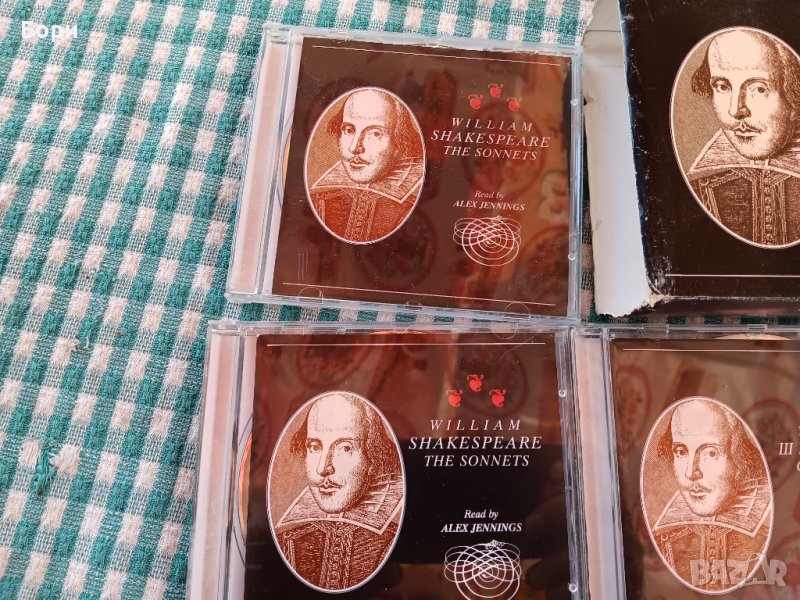 Бори
WILLIAM
SHAKESPEARE
THE SONNETS
Read by
ALEX JENNINGS
WILLIAM
SHAKESPEARE
THE SONNETS
Read by
ALEX JENNINGS
III
BAZAR